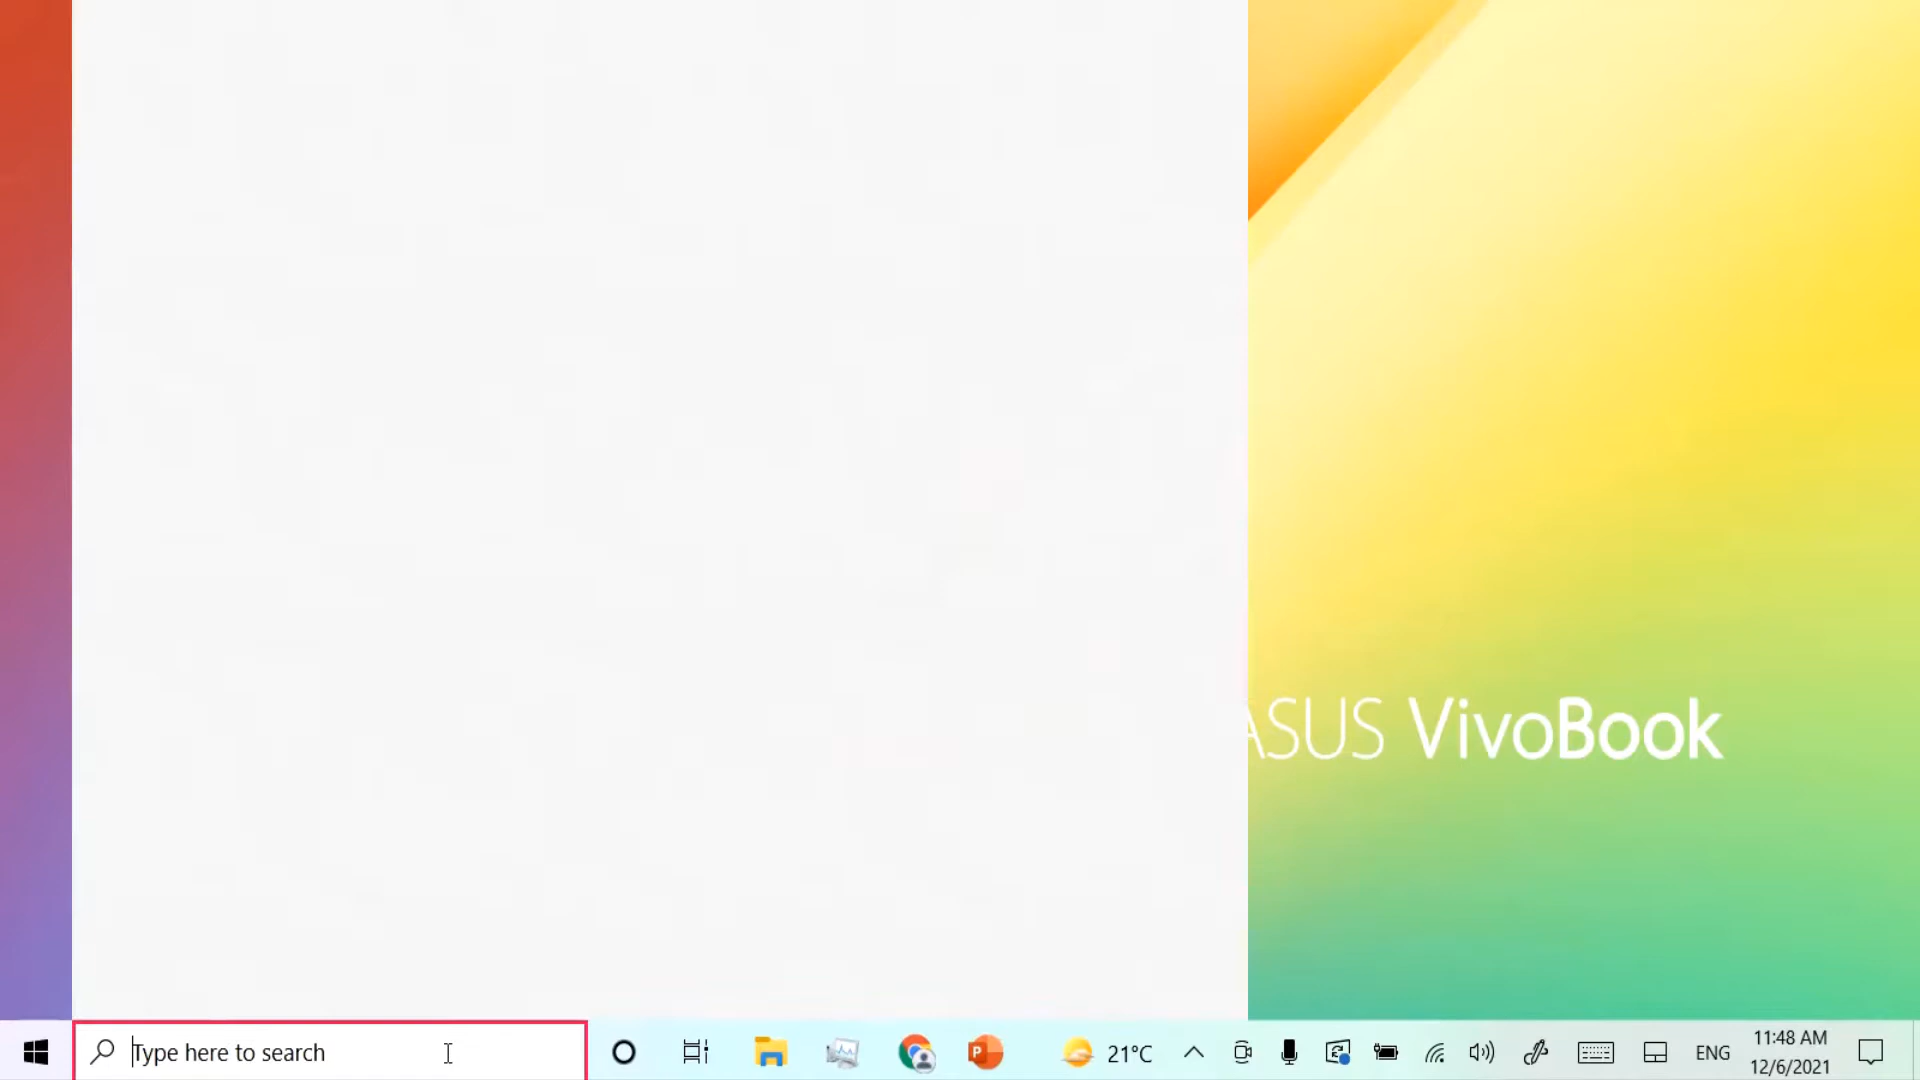 ASUS VivoBook
Type here to search
21°C
ENG
11:48 AM
12/6/2021